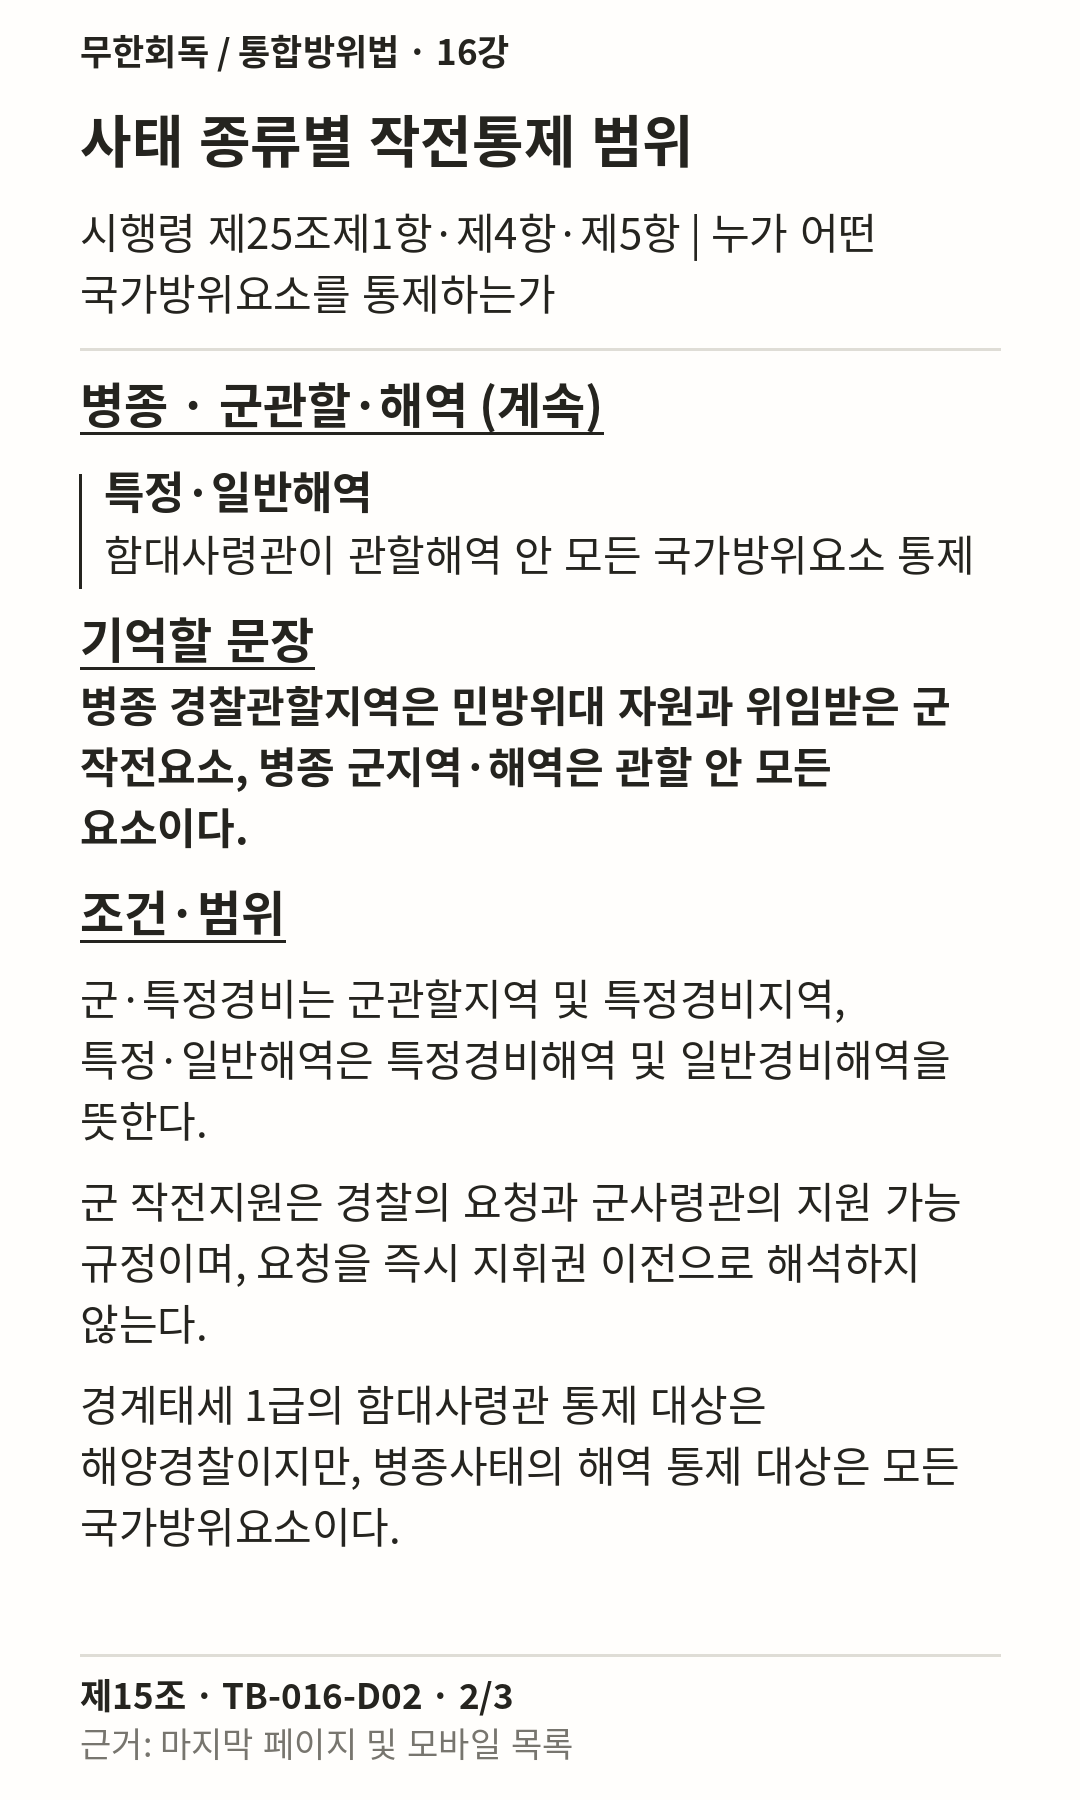 무한회독 / 통합방위법 · 16강
사태 종류별 작전통제 범위
시행령 제25조제1항·제4항·제5항 | 누가 어떤
국가방위요소를 통제하는가
병종 · 군관할·해역 (계속)
특정·일반해역
함대사령관이 관할해역 안 모든 국가방위요소 통제
기억할 문장
병종 경찰관할지역은 민방위대 자원과 위임받은 군
작전요소, 병종 군지역·해역은 관할 안 모든
요소이다.
조건·범위
군·특정경비는 군관할지역 및 특정경비지역,
특정·일반해역은 특정경비해역 및 일반경비해역을
뜻한다.
군 작전지원은 경찰의 요청과 군사령관의 지원 가능
규정이며, 요청을 즉시 지휘권 이전으로 해석하지
않는다.
경계태세 1급의 함대사령관 통제 대상은
해양경찰이지만, 병종사태의 해역 통제 대상은 모든
국가방위요소이다.
제15조 · TB-016-D02 · 2/3
근거: 마지막 페이지 및 모바일 목록